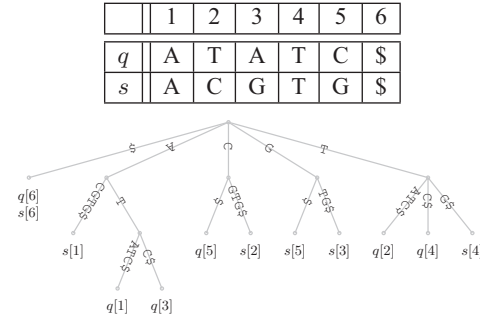 1 2 3 4 5 6
q A T A T C $
s A C G T G $
$ A C G T
CGTG$ T $ GTG$ $ TG$ ATC$ C$ G$
q[6]
s[6]
s[1] q[5] s[2] s[5] s[3] q[2] q[4] s[4
ATC$ C$
q[1] q[3]